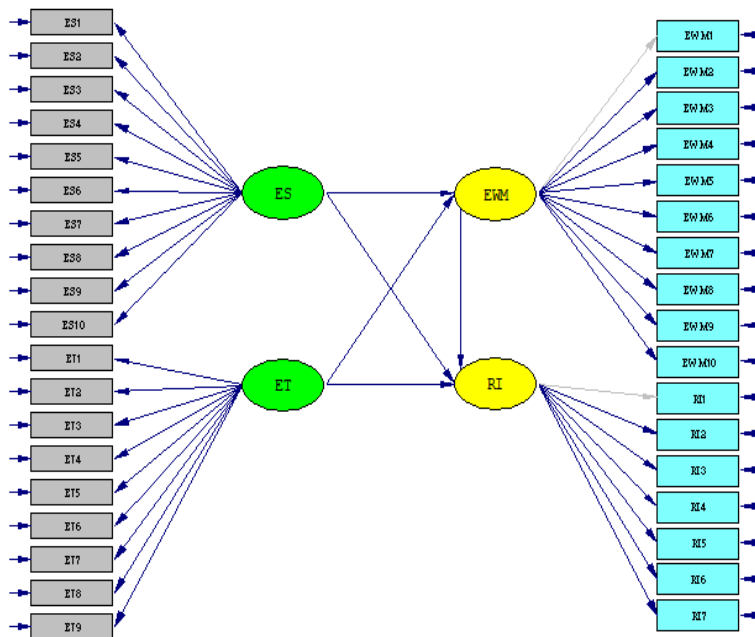 ES1
ES2
ES3
ES4
ES5
ES6
ES7
ES8
ES9
ES10
ET1
ET2
ET3
ET4
ET5
ET6
ET7
ET8
ET9
ES
ET
EWM
RI
EWM1
EWM2
EWM3
EWM4
EWM5
EWM6
EWM7
EWM8
EWM9
EWM10
RI1
RI2
RI3
RI4
RI5
RI6
RI7